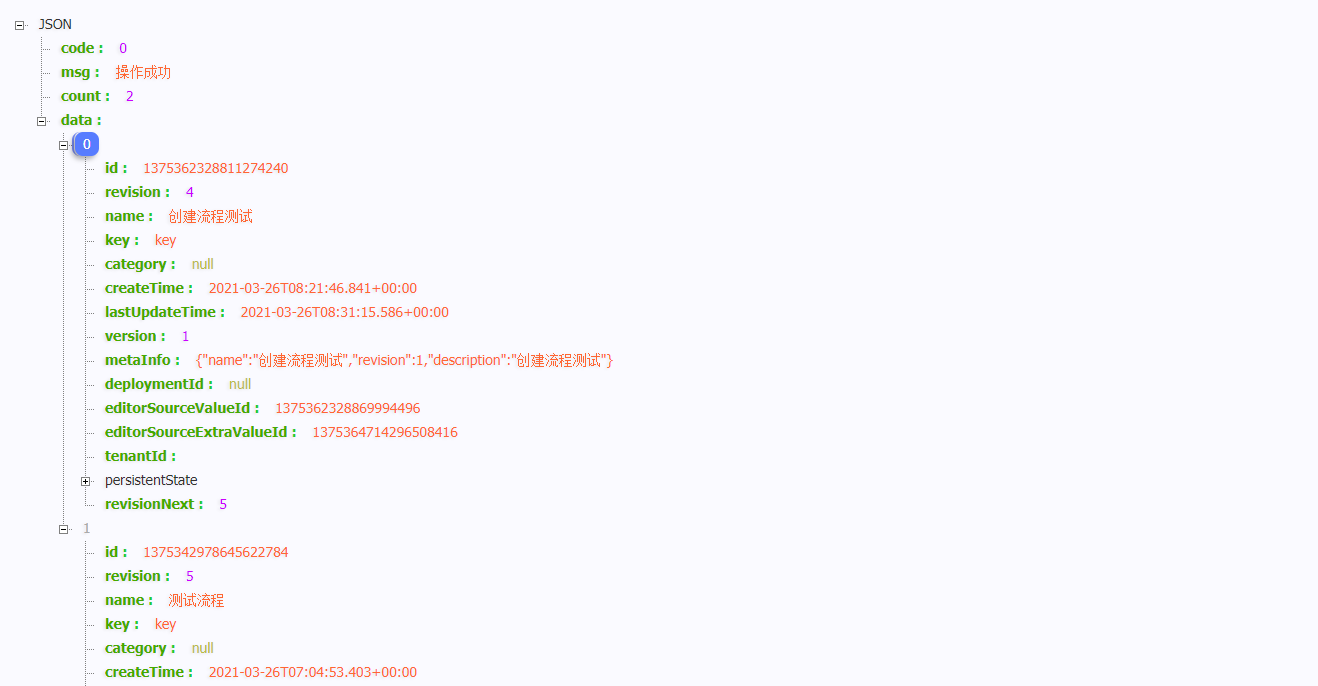 JSON
code : 0
msg : 操作成功
count : 2
data :
0
id : 1375362328811274240
revision : 4
name : 创建流程测试
key : key
category : null
createTime : 2021-03-26T08:21:46.841+00:00
lastUpdateTime : 2021-03-26T08:31:15.586+00:00
version : 1
metaInfo : {"name":"创建流程测试","revision":1,"description":"创建流程测试"}
deploymentId : null
editorSourceValueId : 1375362328869994496
editorSourceExtraValueId : 1375364714296508416
tenantId :
persistentState
revisionNext : 5
1
id : 1375342978645622784
revision : 5
name : 测试流程
key : key
category : null
createTime : 2021-03-26T07:04:53.403+00:00